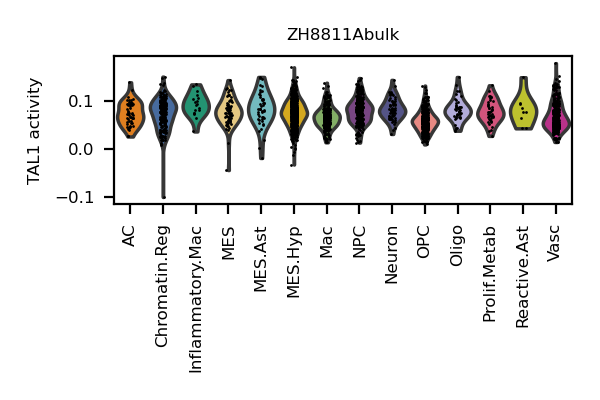 ZH8811Abulk
TAL1 activity
0.1
0.0
−0.1
AC
Chromatin.Reg
Inflammatory.Mac
MES
MES.Ast
MES.Hyp
Mac
NPC
Neuron
OPC
Oligo
Prolif.Metab
Reactive.Ast
Vasc